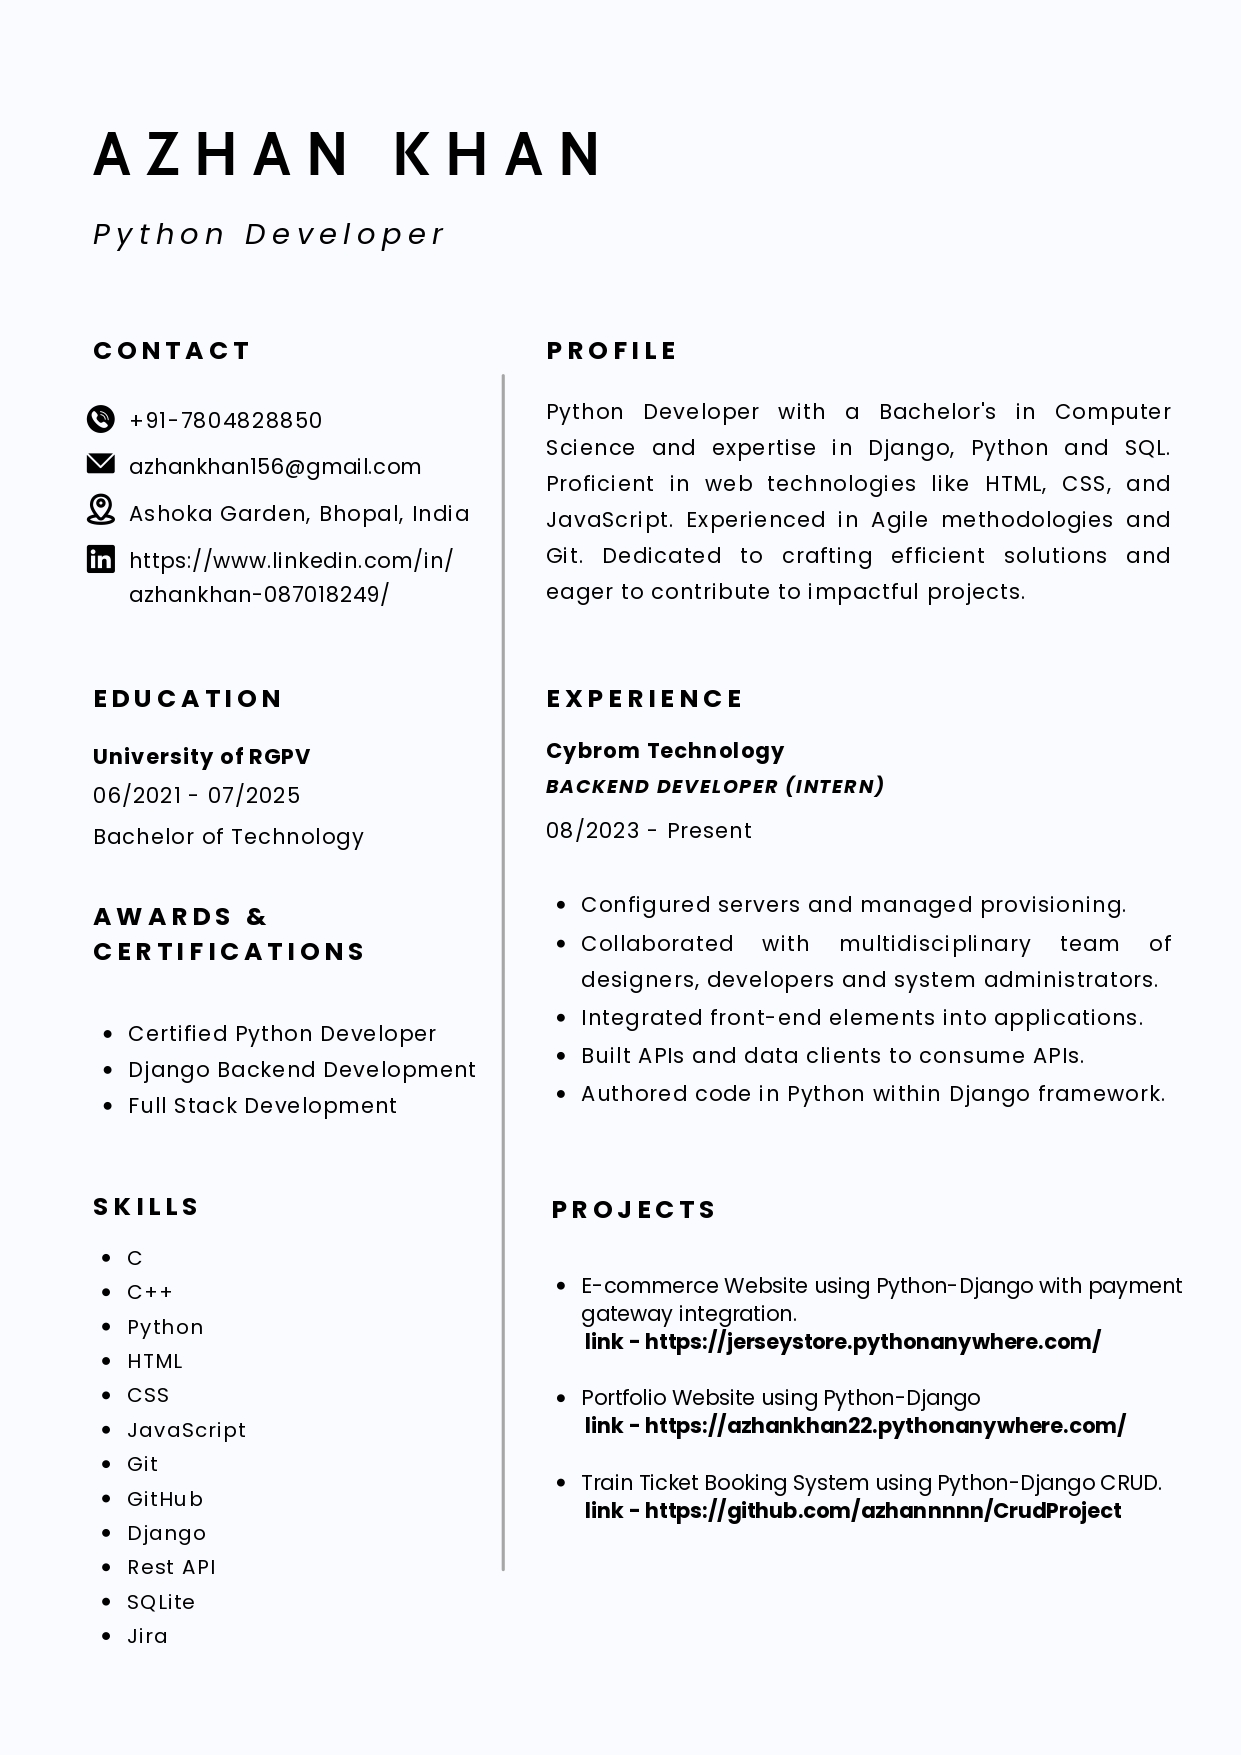 AZHAN KHAN
Python Developer
CONTACT
+91-7804828850
azhankhan156@gmail.com
Ashoka Garden, Bhopal, India
https://www.linkedin.com/in/
azhankhan-087018249/
EDUCATION
University of RGPV
06/2021 - 07/2025
Bachelor of Technology
AWARDS &
CERTIFICATIONS
• Certified Python Developer
• Django Backend Development
• Full Stack Development
SKILLS
• C
• C++
• Python
• HTML
• CSS
• JavaScript
• Git
• GitHub
• Django
• Rest API
• SQLite
• Jira
PROFILE
Python Developer with a Bachelor's in Computer
Science and expertise in Django, Python and SQL.
Proficient in web technologies like HTML, CSS, and
JavaScript. Experienced in Agile methodologies and
Git. Dedicated to crafting efficient solutions and
eager to contribute to impactful projects.
EXPERIENCE
Cybrom Technology
BACKEND DEVELOPER (INTERN)
08/2023 - Present
• Configured servers and managed provisioning.
• Collaborated with multidisciplinary team of
designers, developers and system administrators.
• Integrated front-end elements into applications.
• Built APIs and data clients to consume APIs.
• Authored code in Python within Django framework.
PROJECTS
• E-commerce Website using Python-Django with payment
gateway integration.
link - https://jerseystore.pythonanywhere.com/
• Portfolio Website using Python-Django
link - https://azhankhan22.pythonanywhere.com/
• Train Ticket Booking System using Python-Django CRUD.
link - https://github.com/azhannnnn/CrudProject